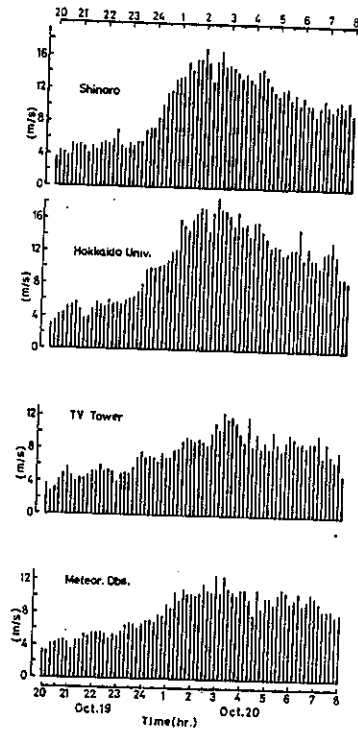 20 21 22 23 24 1 2 3 4 5 6 7 8
16
12
8
4
0
(m/s)
Shinoro
16
12
8
4
0
(m/s)
Hokkaido Univ.
12
8
4
0
(m/s)
TV Tower
12
8
4
0
(m/s)
Meteor. Obs.
20 21 22 23 24 1 2 3 4 5 6 7 8
Oct.19 Oct.20
Time(hr.)